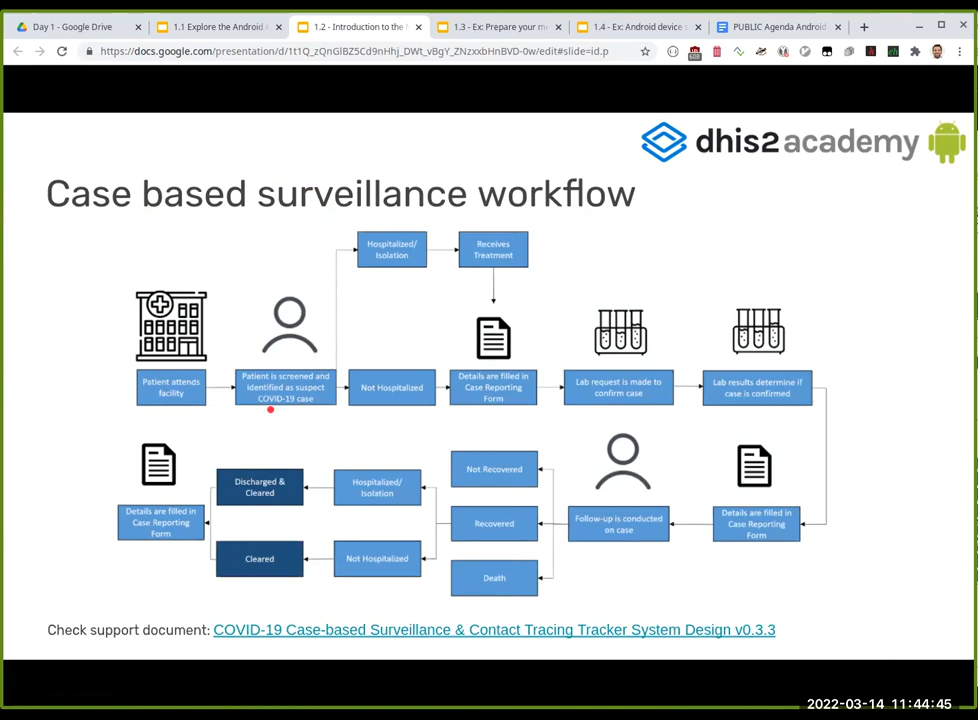 Day 1 - Google Drive
1.1 Explore the Android A
1.2 - Introduction to the A
1.3 - Ex: Prepare your m
1.4 - Ex: Android device s
PUBLIC Agenda Android
https://docs.google.com/presentation/d/1t1Q_zQnGlBZ5Cd9nHhj_DWt_vBgY_ZNzxxbHnBVD-0w/edit#slide=id.p
dhis2 academy
Case based surveillance workflow
Hospitalized/
Isolation
Receives
Treatment
Patient attends
facility
Patient is screened and
identified as suspect
COVID-19 case
Not Hospitalized
Details are filled in
Case Reporting
Form
Lab request is made to
confirm case
Lab results determine if
case is confirmed
Details are filled in
Case Reporting
Form
Discharged &
Cleared
Hospitalized/
Isolation
Not Recovered
Recovered
Follow-up is conducted
on case
Details are filled in
Case Reporting
Form
Cleared
Not Hospitalized
Death
Check support document: COVID-19 Case-based Surveillance & Contact Tracing Tracker System Design v0.3.3
2022-03-14 11:44:45